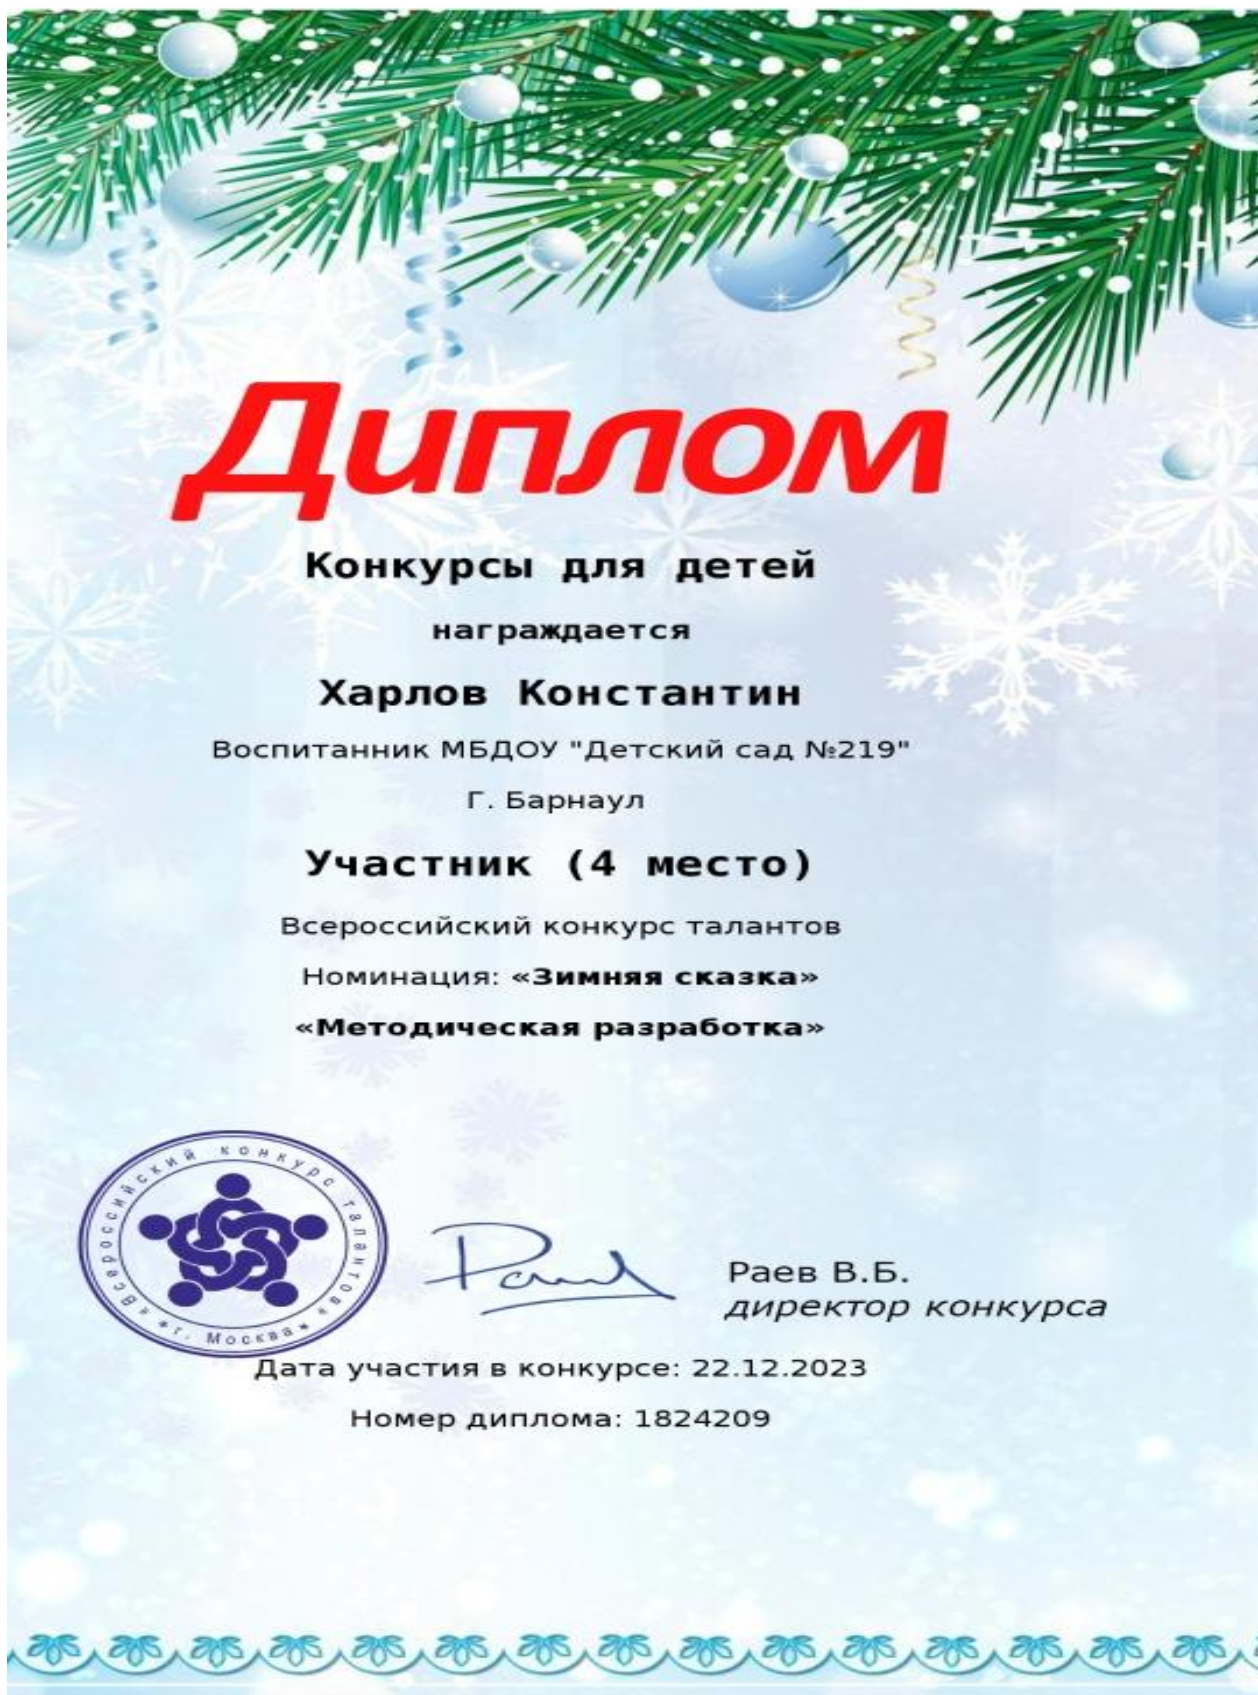 Диплом
Конкурсы для детей
награждается
Харлов Константин
Воспитанник МБДОУ "Детский сад №219"
Г. Барнаул
Участник (4 место)
Всероссийский конкурс талантов
Номинация: «Зимняя сказка»
«Методическая разработка»
«Всероссийский конкурс талантов»
*г. Москва*
Раев В.Б.
директор конкурса
Дата участия в конкурсе: 22.12.2023
Номер диплома: 1824209